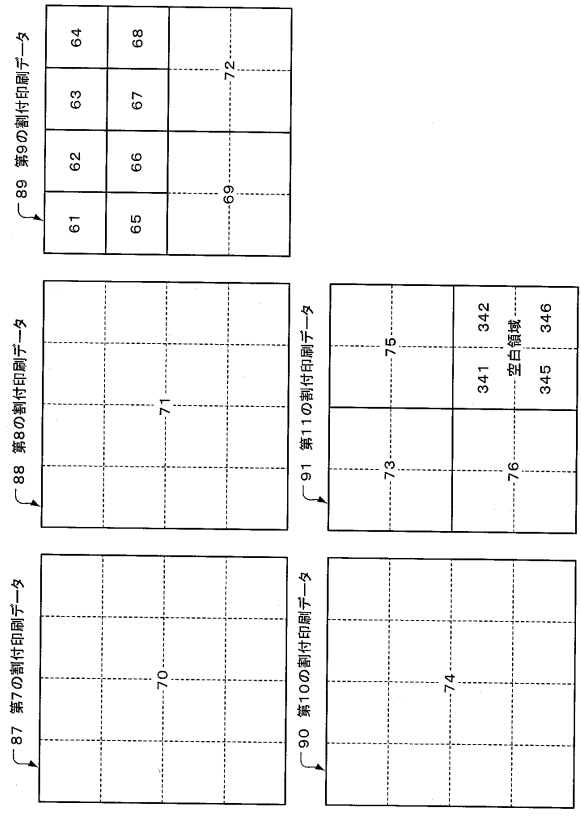 87 第7の割付印刷データ
70
88 第8の割付印刷データ
71
89 第9の割付印刷データ
61 62 63 64
65 66 67 68
69 72
90 第10の割付印刷データ
74
91 第11の割付印刷データ
73 75
76
341 342
空白領域
345 346